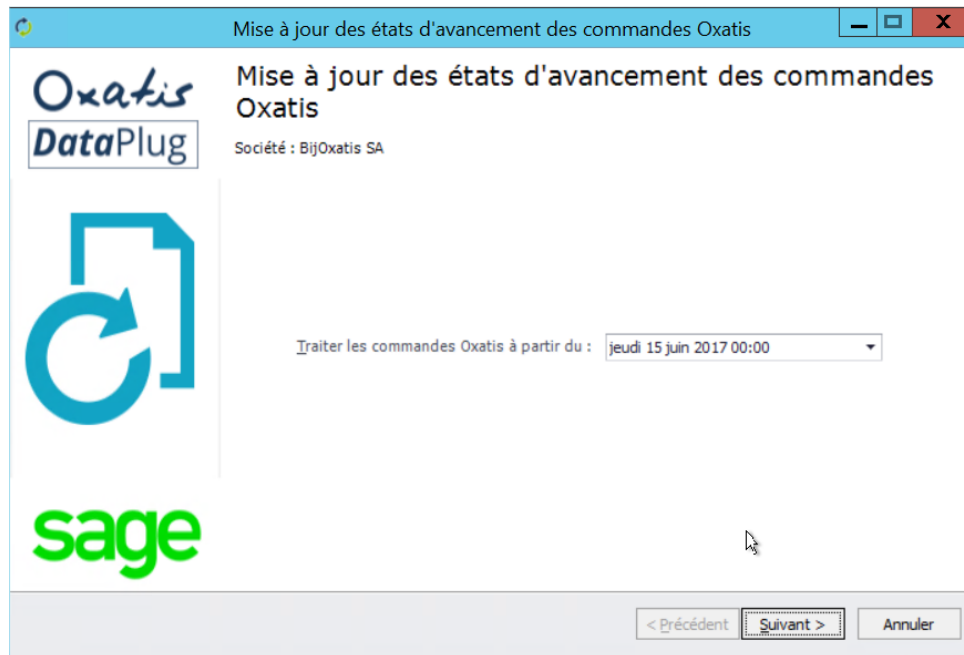 Mise à jour des états d'avancement des commandes Oxatis
Oxatis
DataPlug
Mise à jour des états d'avancement des commandes
Oxatis
Société : BijOxatis SA
Traiter les commandes Oxatis à partir du :
jeudi 15 juin 2017 00:00
sage
< Précédent
Suivant >
Annuler